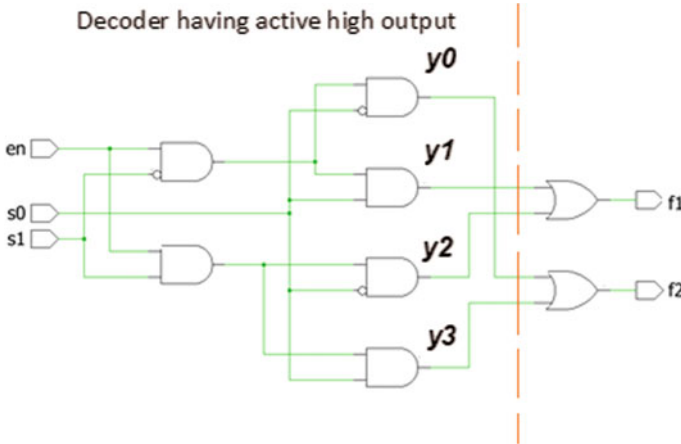 Decoder having active high output
y0
y1
en
f1
s0
s1
y2
f2
y3